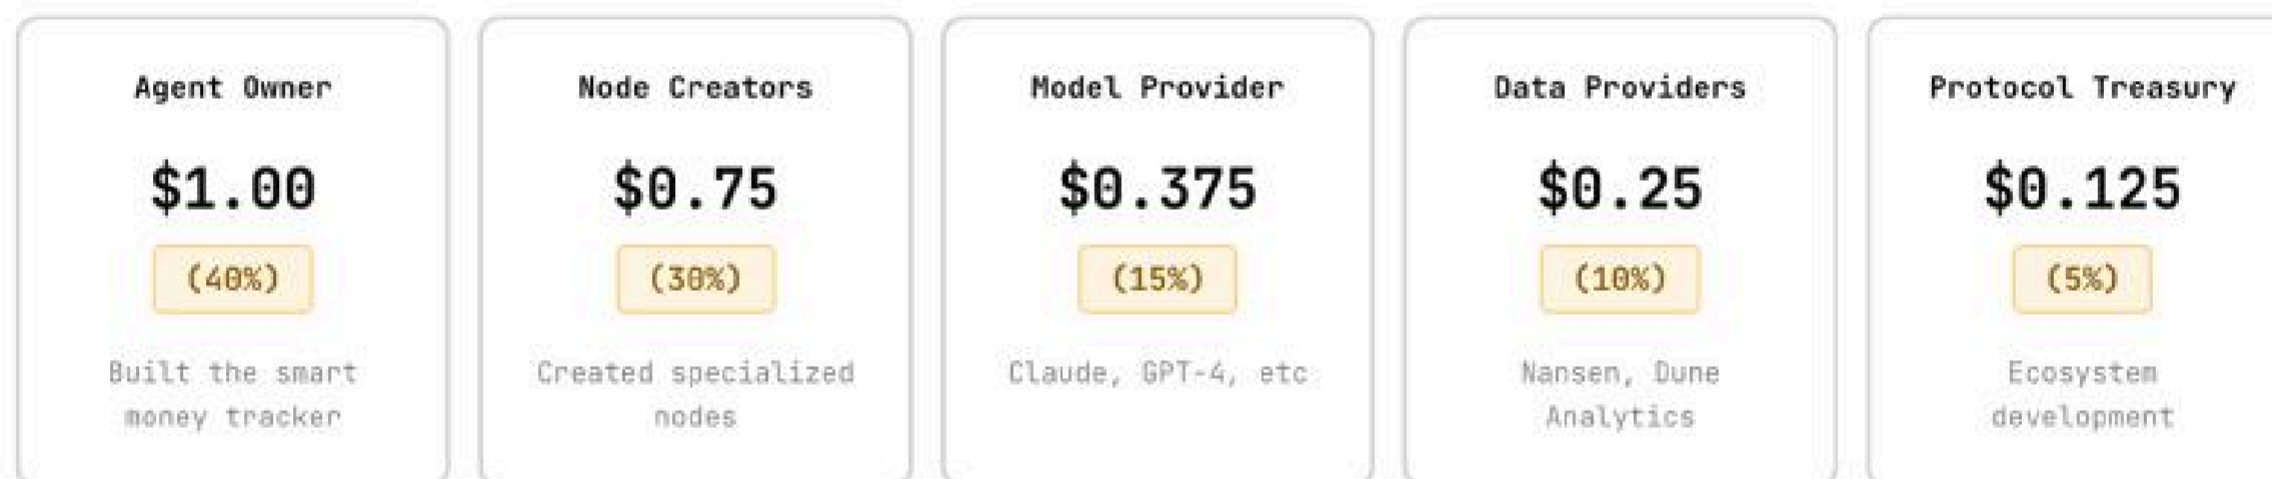 Agent Owner
$1.00
(40%)
Built the smart
money tracker
Node Creators
$0.75
(30%)
Created specialized
nodes
Model Provider
$0.375
(15%)
Claude, GPT-4, etc
Data Providers
$0.25
(10%)
Nansen, Dune
Analytics
Protocol Treasury
$0.125
(5%)
Ecosystem
development